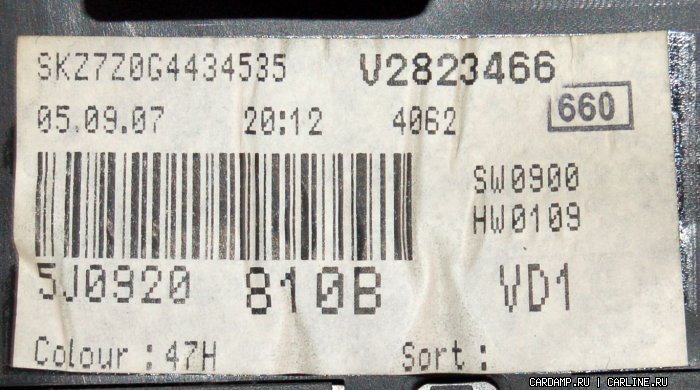 SKZ7Z0G4434535 V2823466
05.09.07 20:12 4062 660
SW0900
HW0109
5J0920 810B VD1
Colour : 47H Sort :
CARDAMP.RU | CARLINE.RU